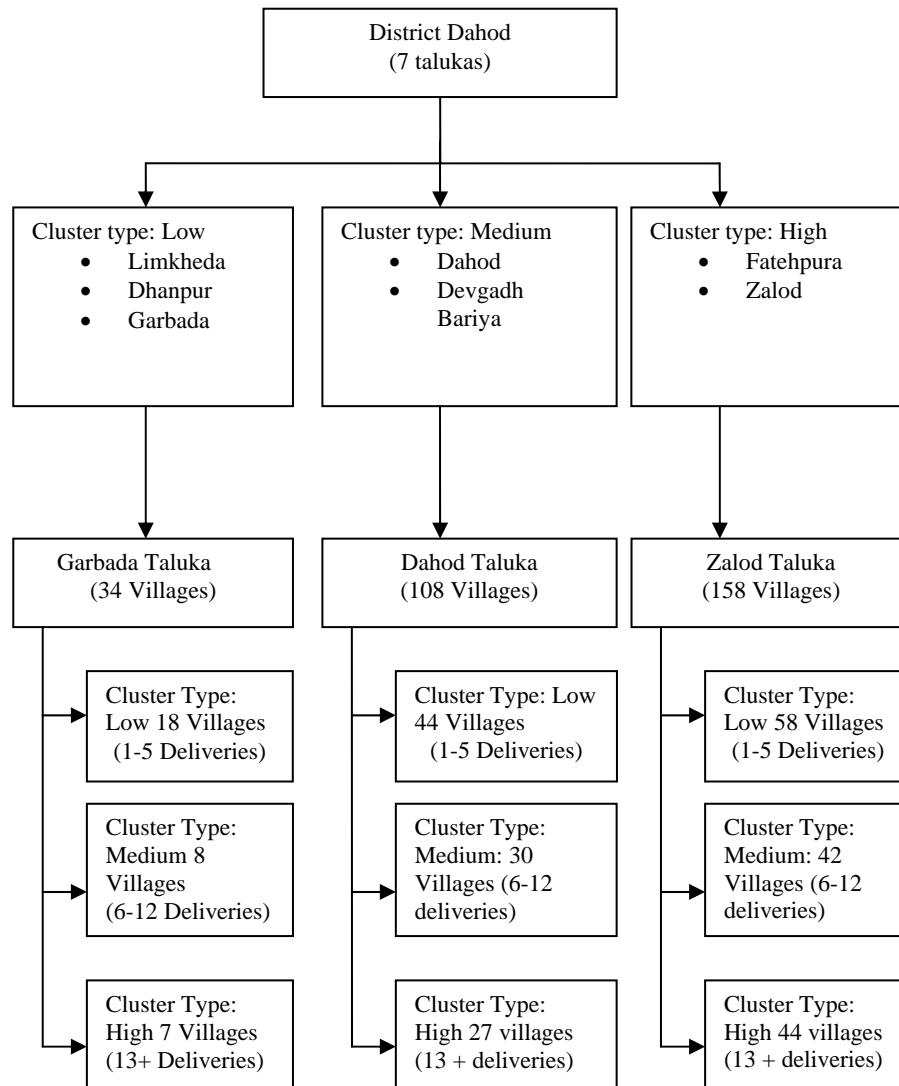 District Dahod
(7 talukas)
Cluster type: Low
• Limkheda
• Dhanpur
• Garbada
Cluster type: Medium
• Dahod
• Devgadh
Bariya
Cluster type: High
• Fatehpura
• Zalod
Garbada Taluka
(34 Villages)
Dahod Taluka
(108 Villages)
Zalod Taluka
(158 Villages)
Cluster Type:
Low 18 Villages
(1-5 Deliveries)
Cluster Type: Low
44 Villages
(1-5 Deliveries)
Cluster Type:
Low 58 Villages
(1-5 Deliveries)
Cluster Type:
Medium 8
Villages
(6-12 Deliveries)
Cluster Type:
Medium: 30
Villages (6-12
deliveries)
Cluster Type:
Medium: 42
Villages (6-12
deliveries)
Cluster Type:
High 7 Villages
(13+ Deliveries)
Cluster Type:
High 27 villages
(13 + deliveries)
Cluster Type:
High 44 villages
(13 + deliveries)